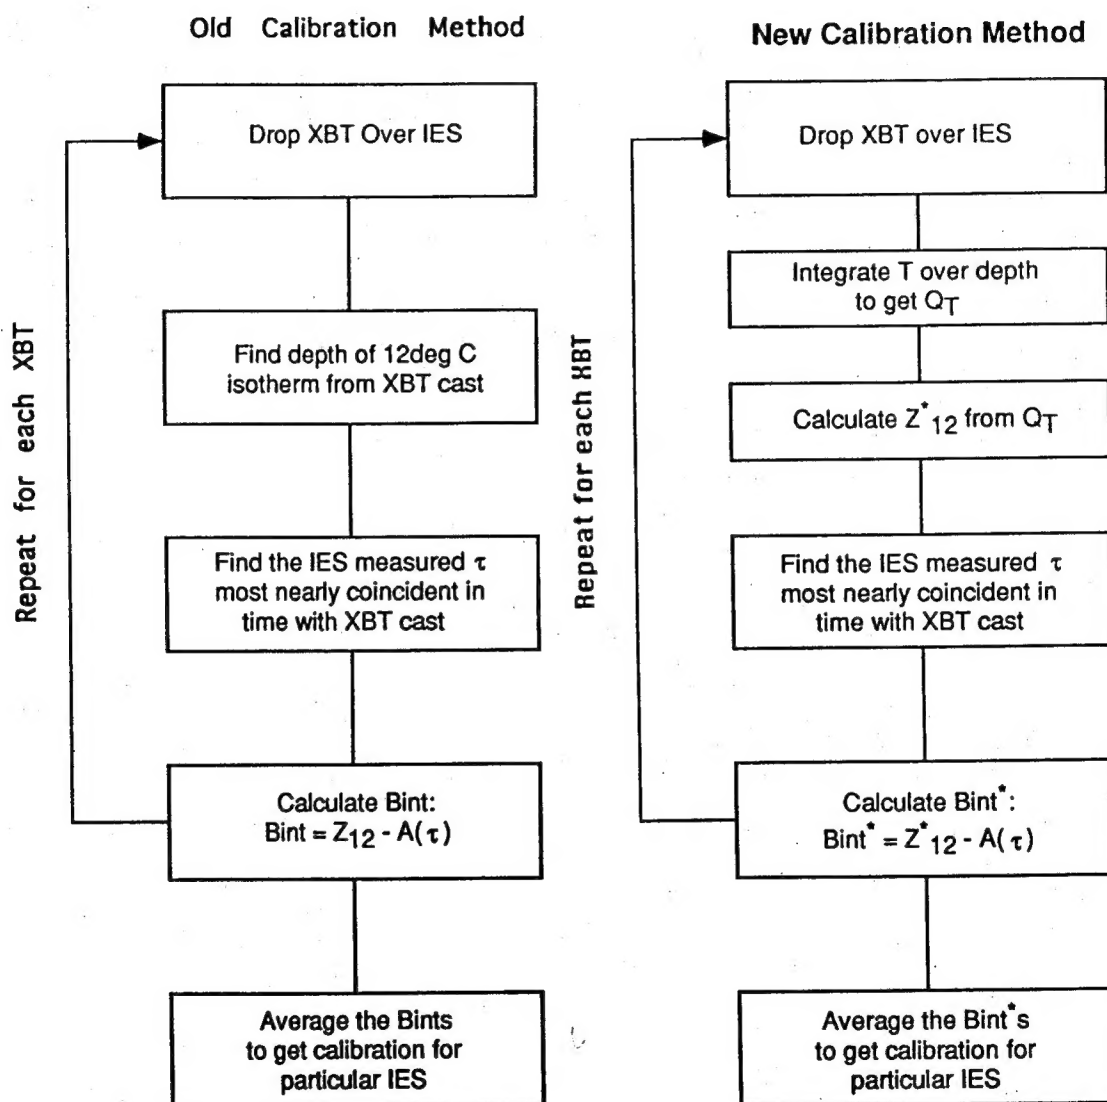 Old Calibration Method
Drop XBT Over IES
Find depth of 12deg C
isotherm from XBT cast
Find the IES measured τ
most nearly coincident in
time with XBT cast
Calculate Bint:
Bint = Z12 - A(τ)
Average the Bints
to get calibration for
particular IES
Repeat for each XBT
New Calibration Method
Drop XBT over IES
Integrate T over depth
to get QT
Calculate Z*12 from QT
Find the IES measured τ
most nearly coincident in
time with XBT cast
Calculate Bint*:
Bint* = Z*12 - A(τ)
Average the Bint*s
to get calibration for
particular IES
Repeat for each XBT